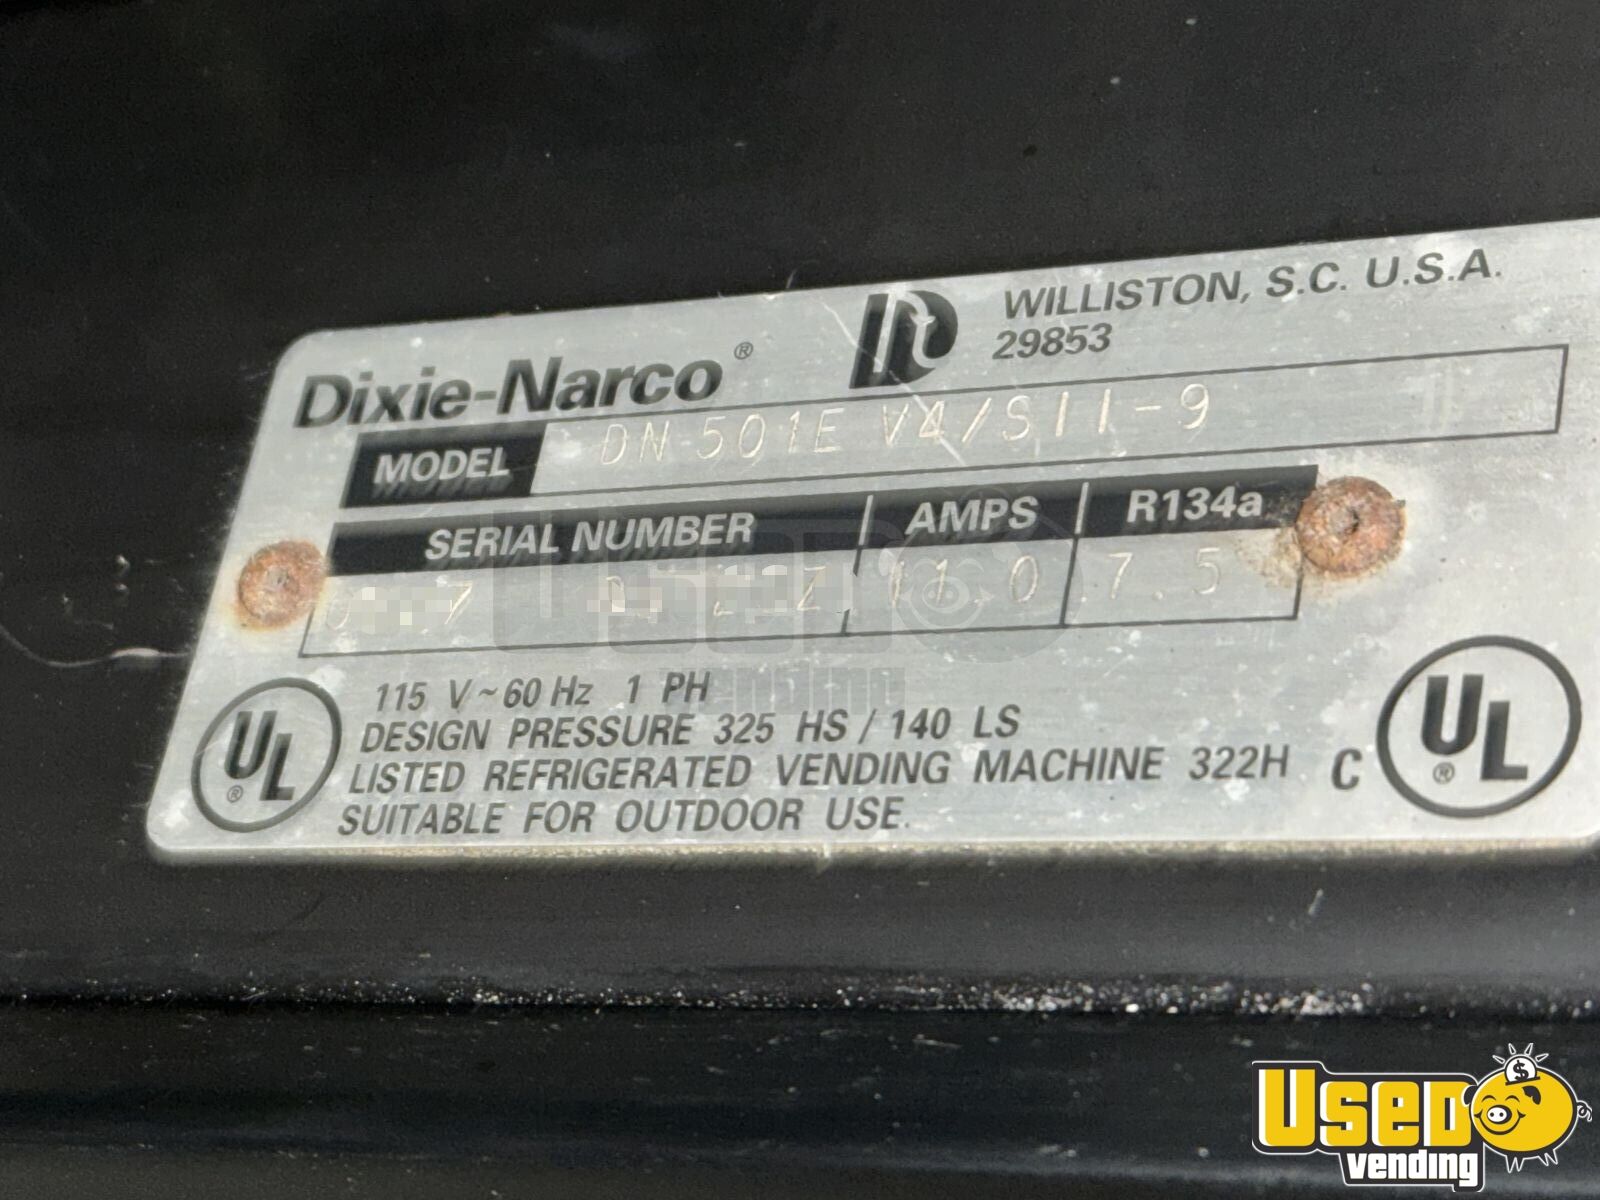 Dixie-Narco®
WILLISTON, S.C. U.S.A.
29853
MODEL DN 501E V4/SII-9
SERIAL NUMBER AMPS R134a
11.0 7.5
115 V~60 Hz 1 PH
DESIGN PRESSURE 325 HS / 140 LS
LISTED REFRIGERATED VENDING MACHINE 322H
SUITABLE FOR OUTDOOR USE.
UL®
C UL®
USED
vending
USED
vending